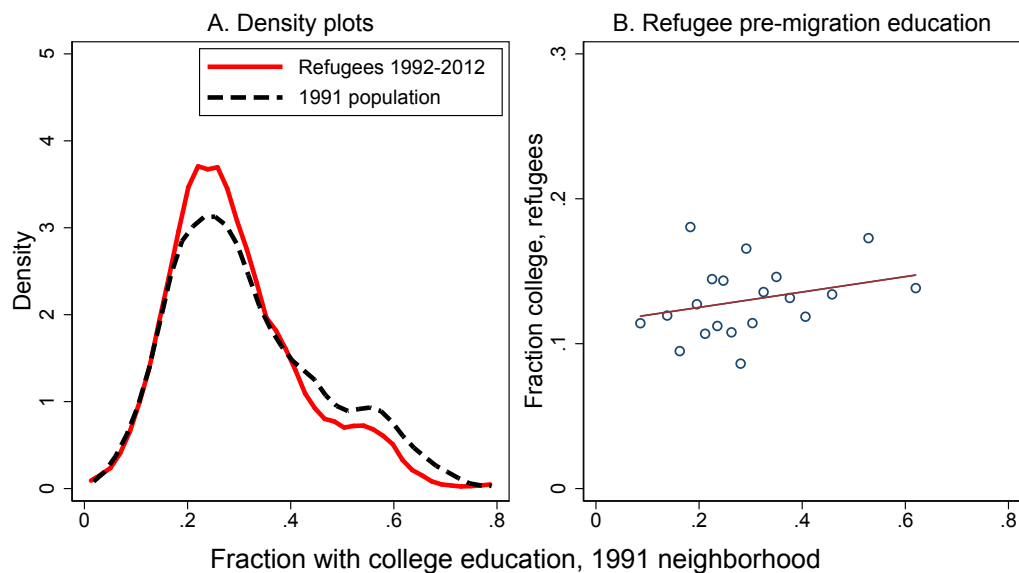 A. Density plots
Refugees 1992-2012
1991 population
Density
0
1
2
3
4
5
0
.2
.4
.6
.8
B. Refugee pre-migration education
Fraction college, refugees
0
.1
.2
.3
0
.2
.4
.6
.8
Fraction with college education, 1991 neighborhood